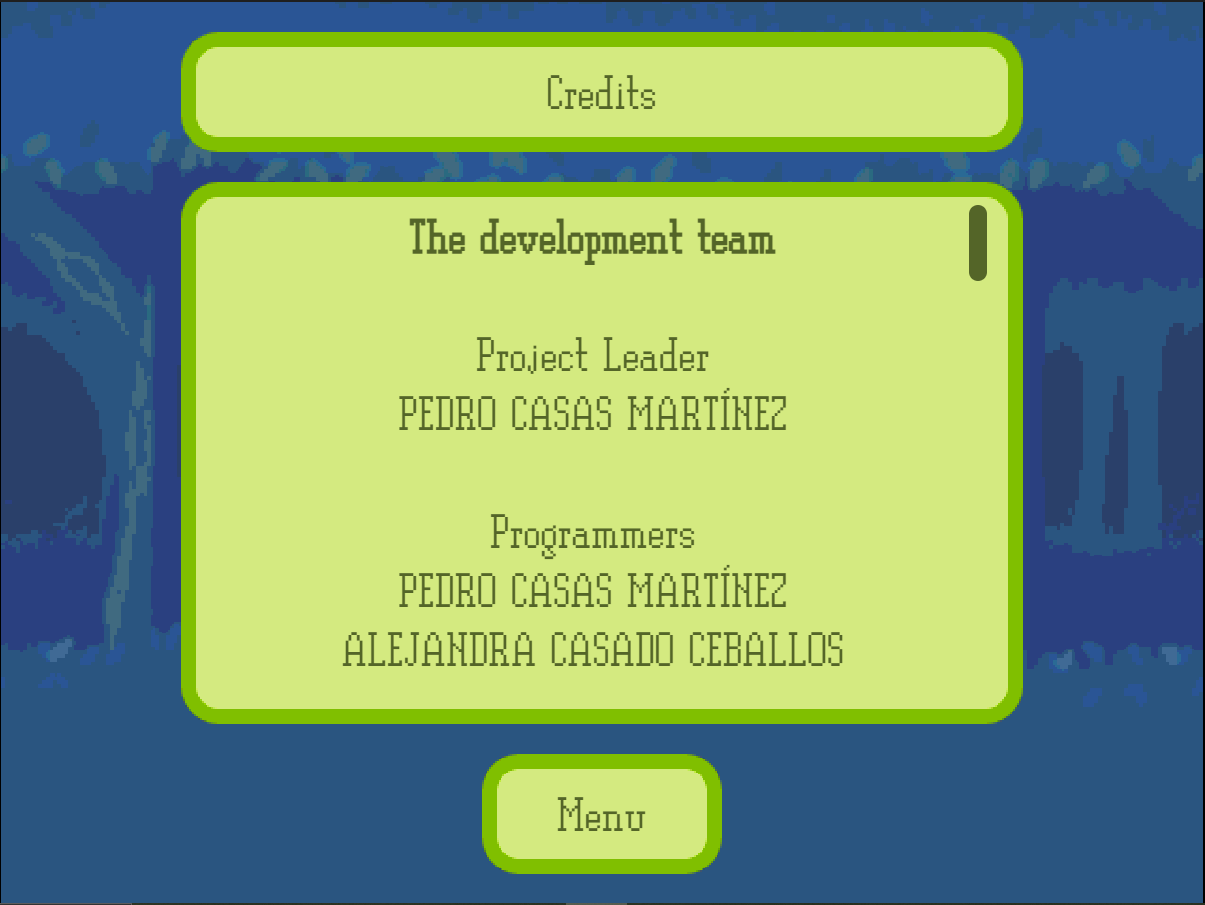 Credits
The development team
Project Leader
PEDRO CASAS MARTÍNEZ
Programmers
PEDRO CASAS MARTÍNEZ
ALEJANDRA CASADO CEBALLOS
Menu